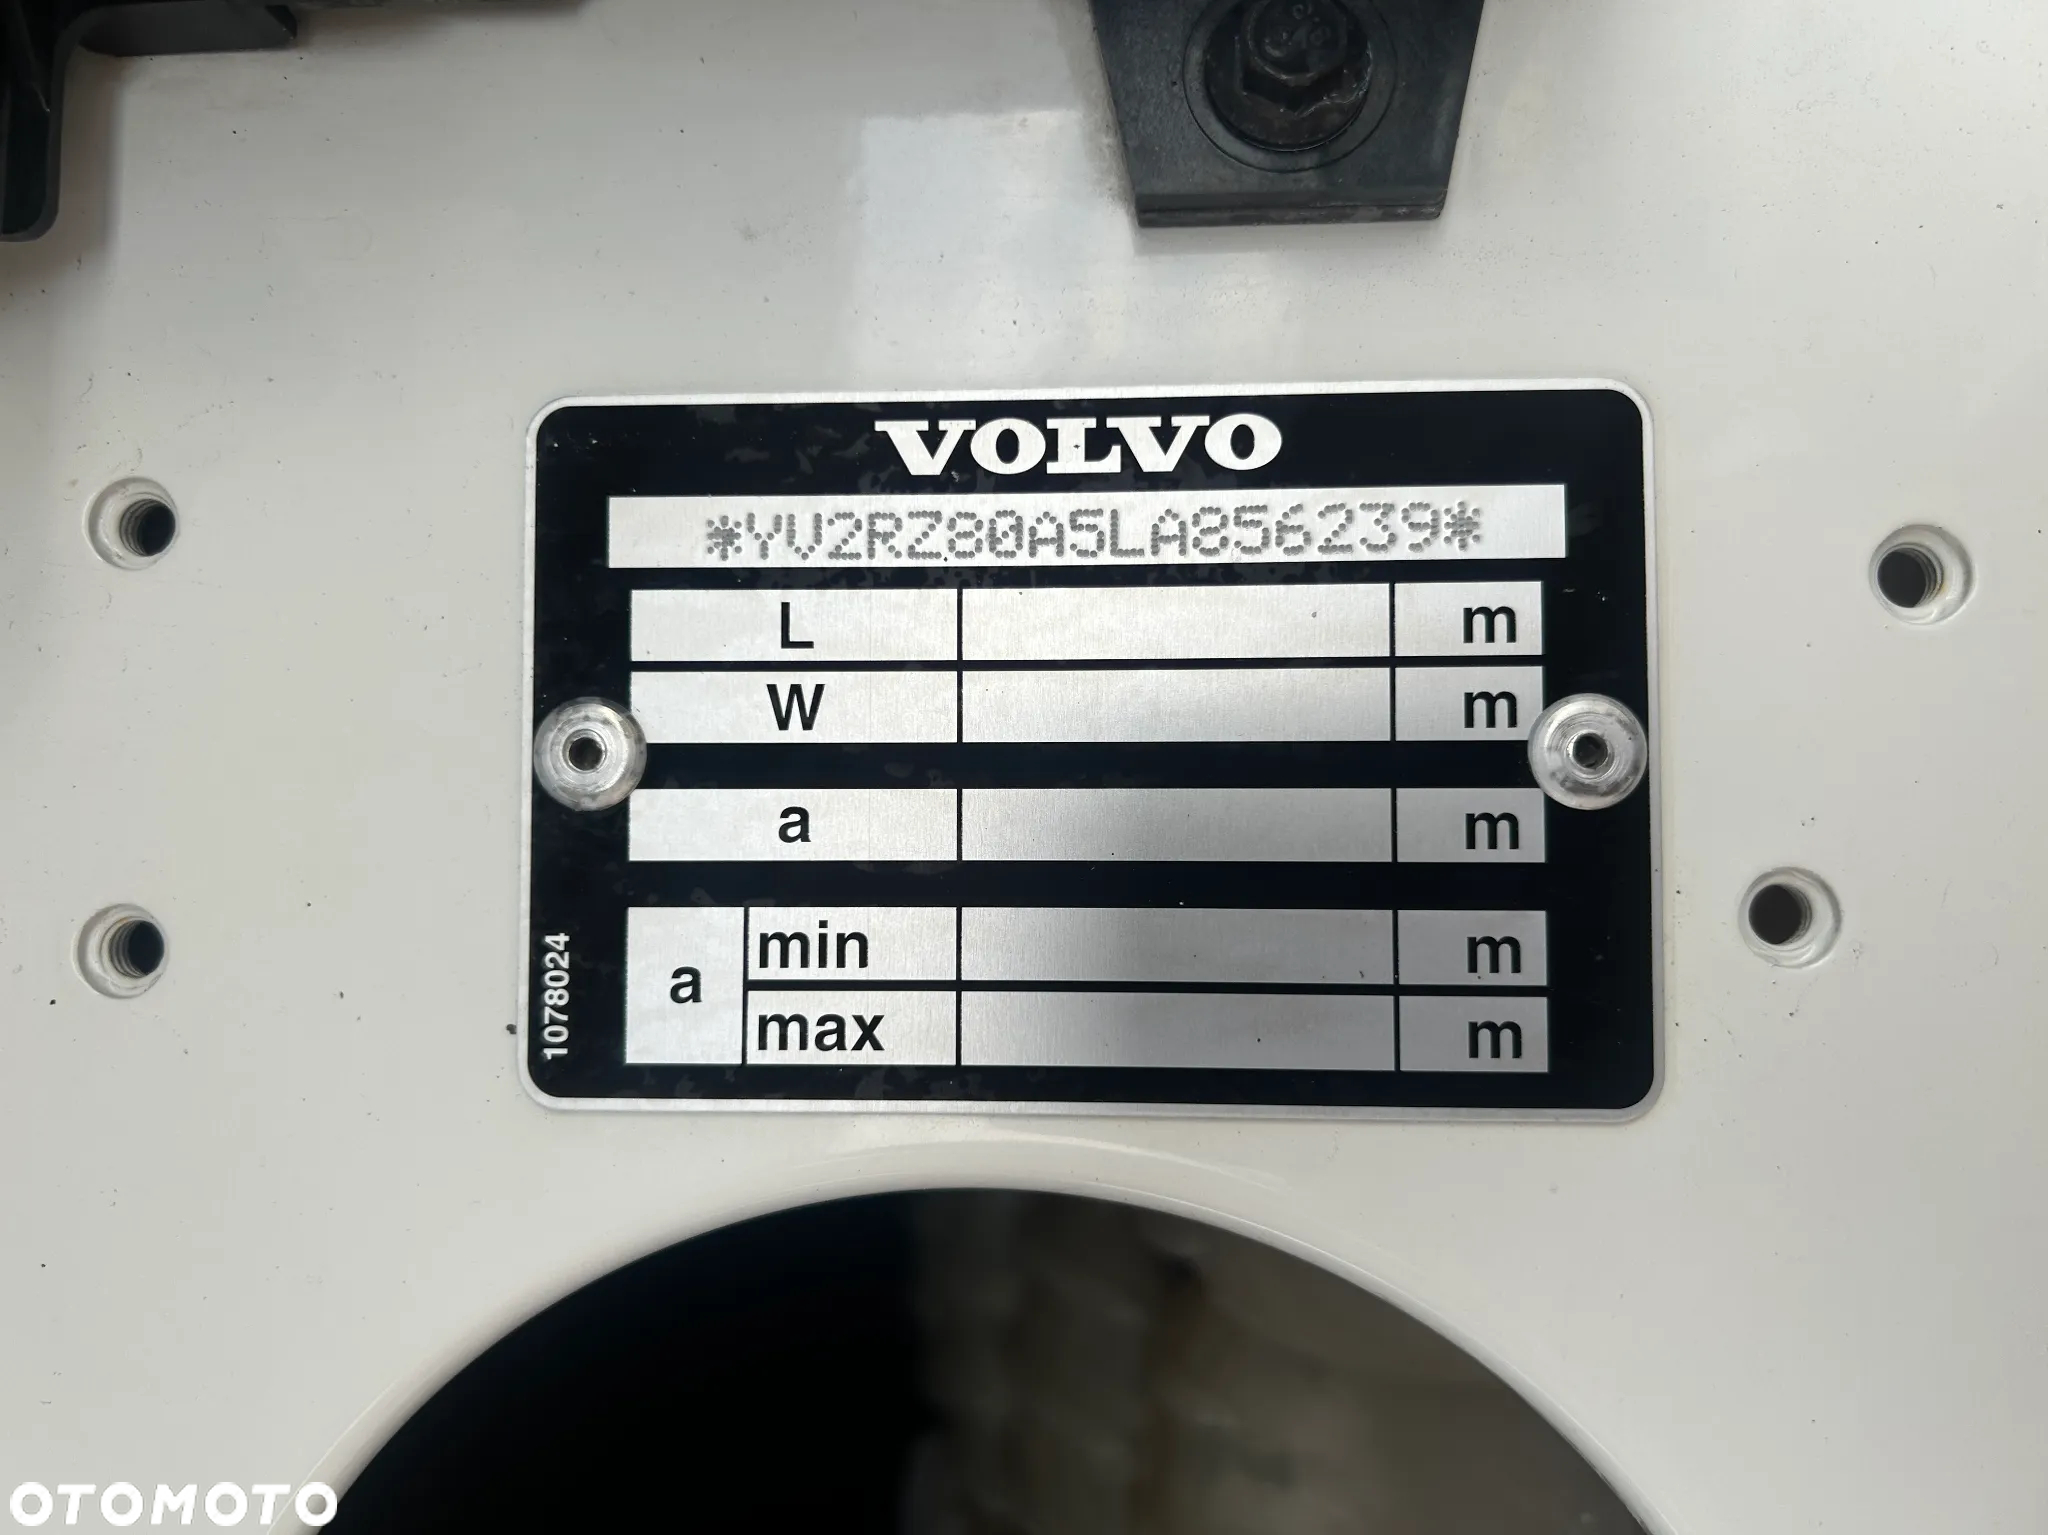 VOLVO
*YV2RZ80A5LA856239*
L m
W m
a m
a min m
max m
1078024
OTOMOTO